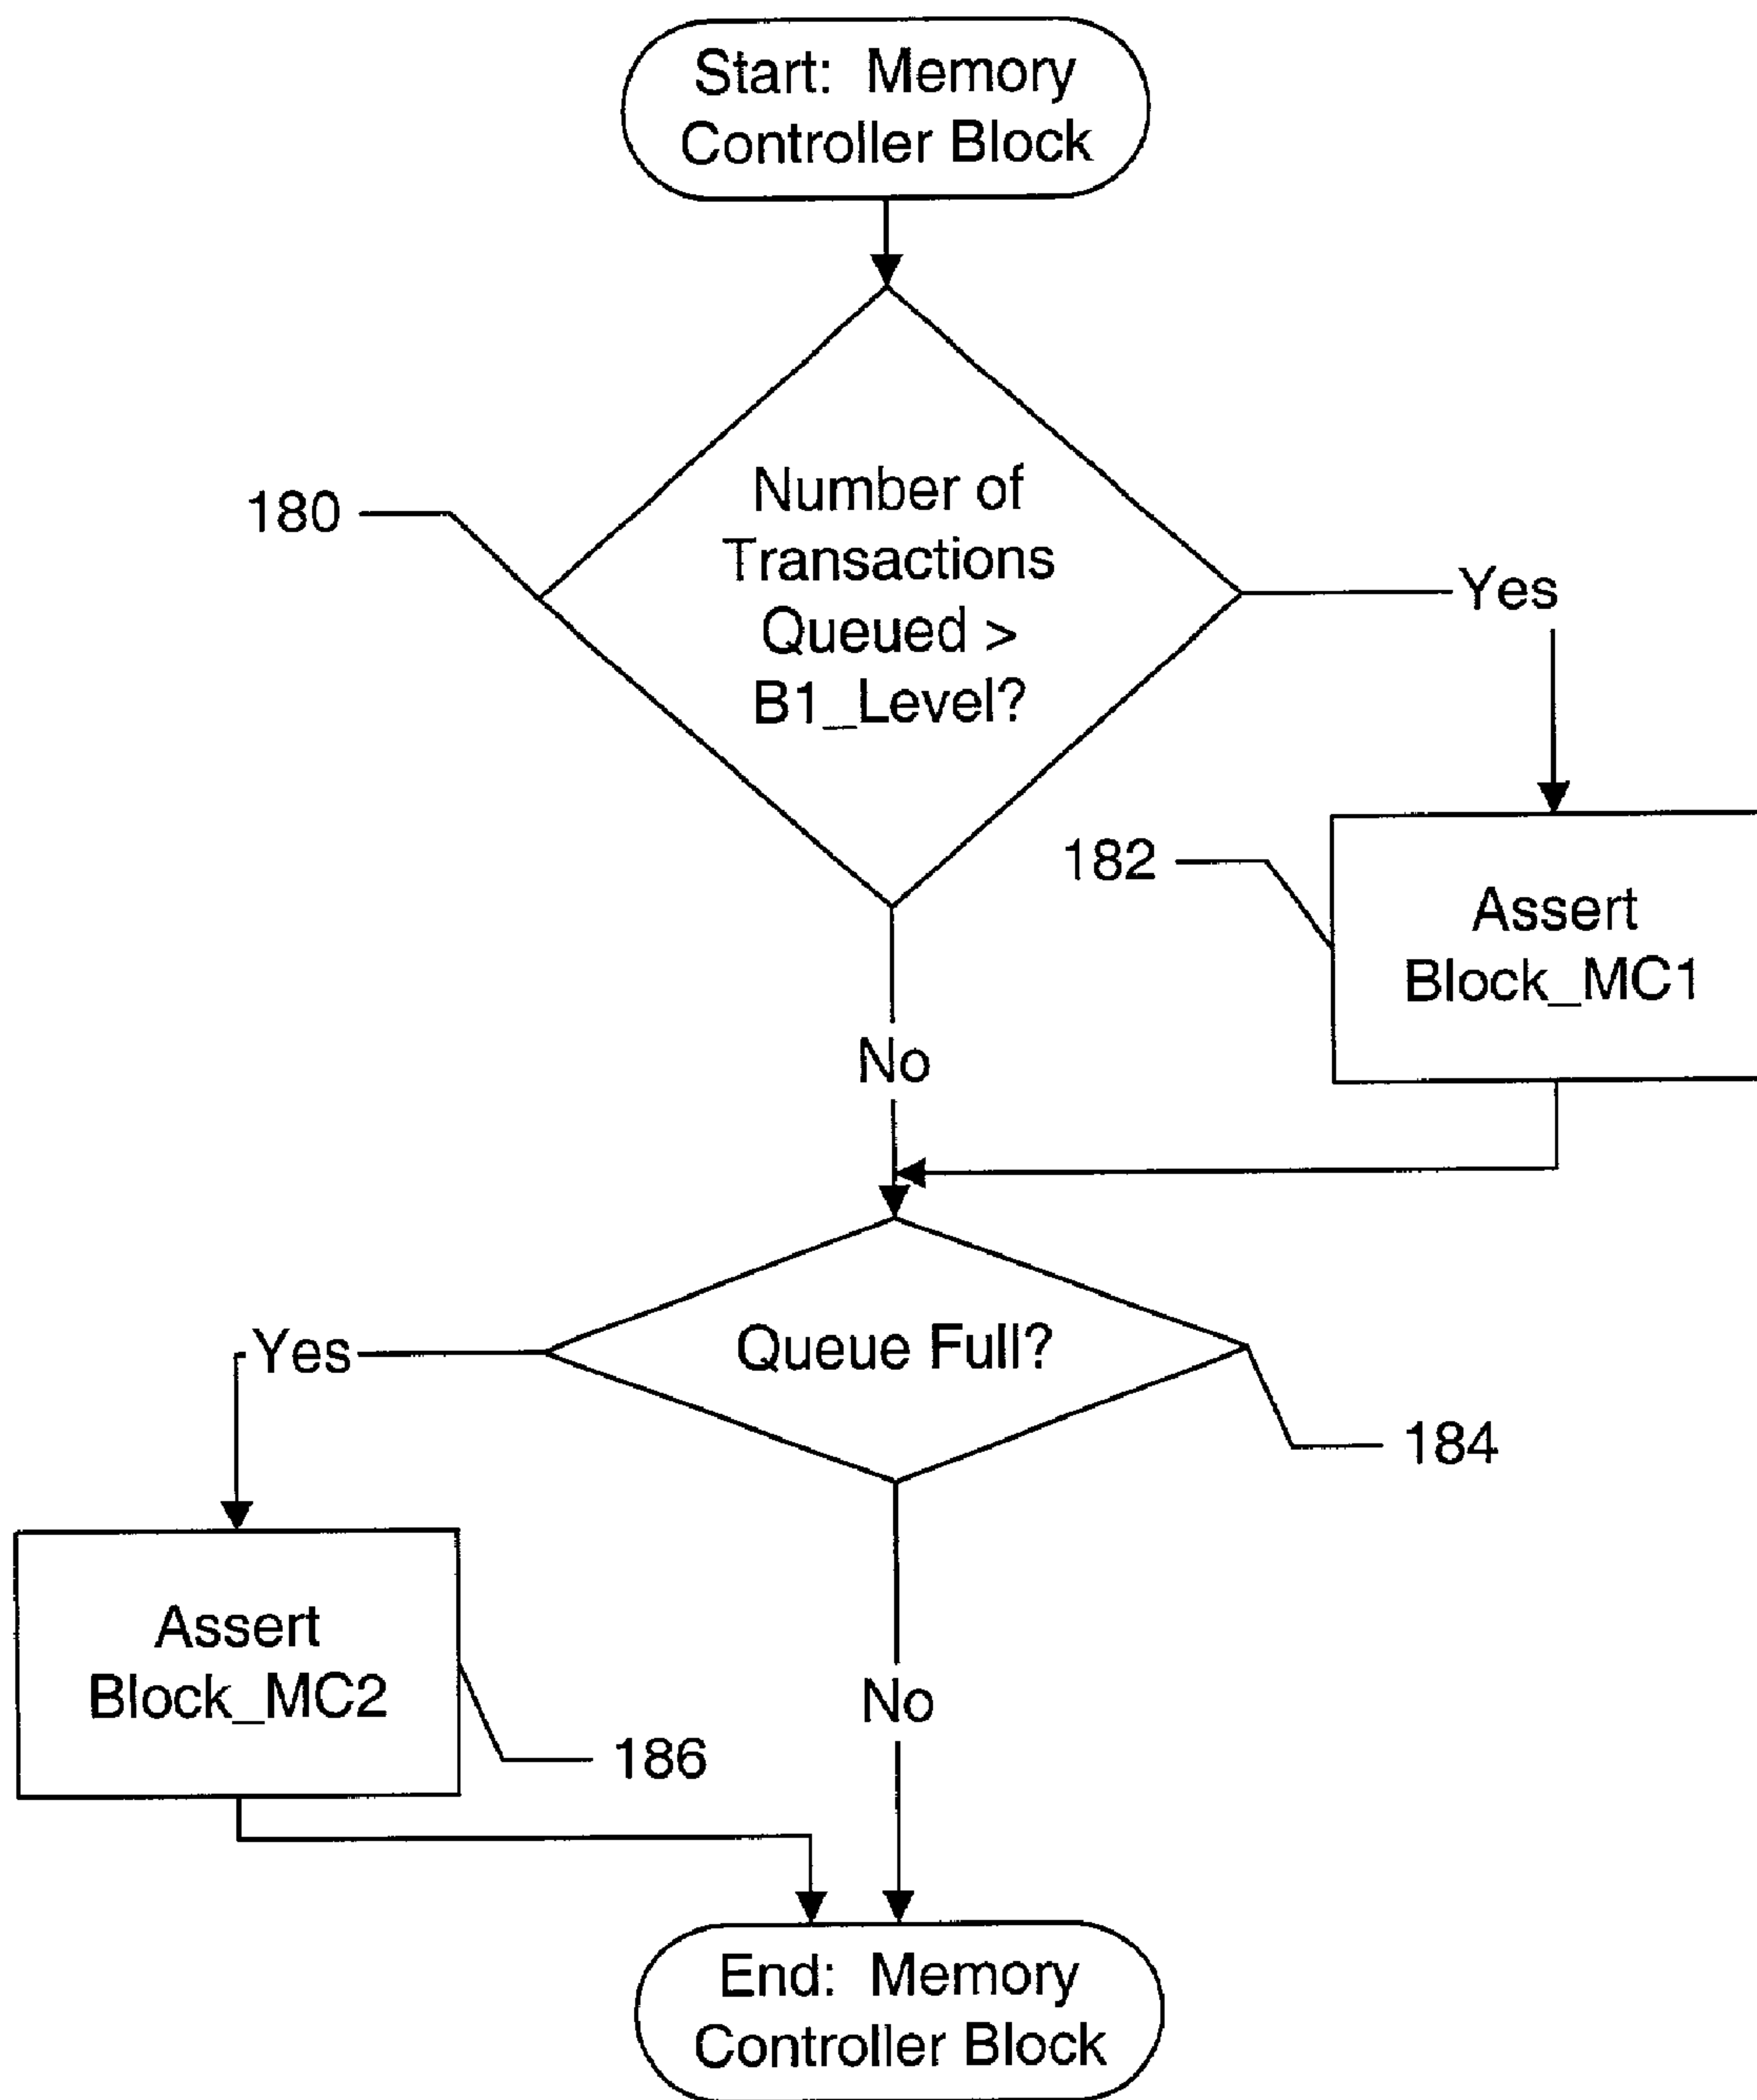 Start: Memory
Controller Block
180
Number of
Transactions
Queued >
B1_Level?
Yes
182
Assert
Block_MC1
No
Yes
Queue Full?
184
Assert
Block_MC2
186
No
End: Memory
Controller Block